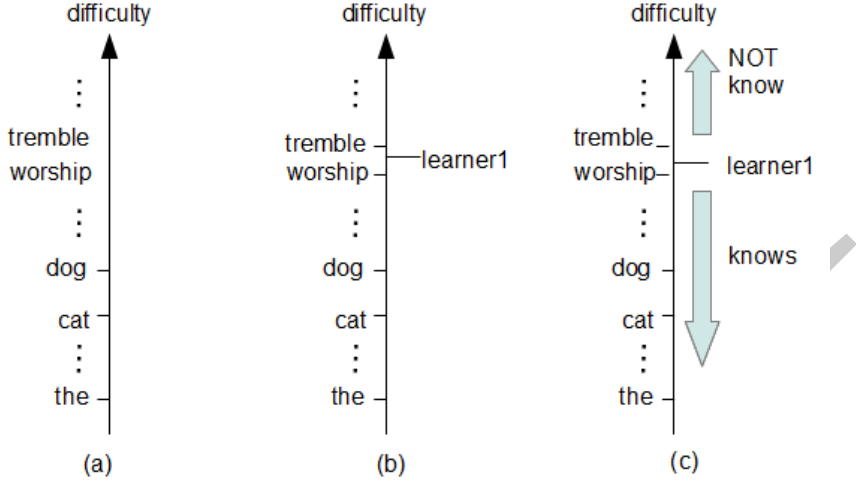 difficulty
tremble
worship
dog
cat
the
(a)
difficulty
tremble
worship
learner1
dog
cat
the
(b)
difficulty
NOT
know
tremble
worship
learner1
dog
knows
cat
the
(c)